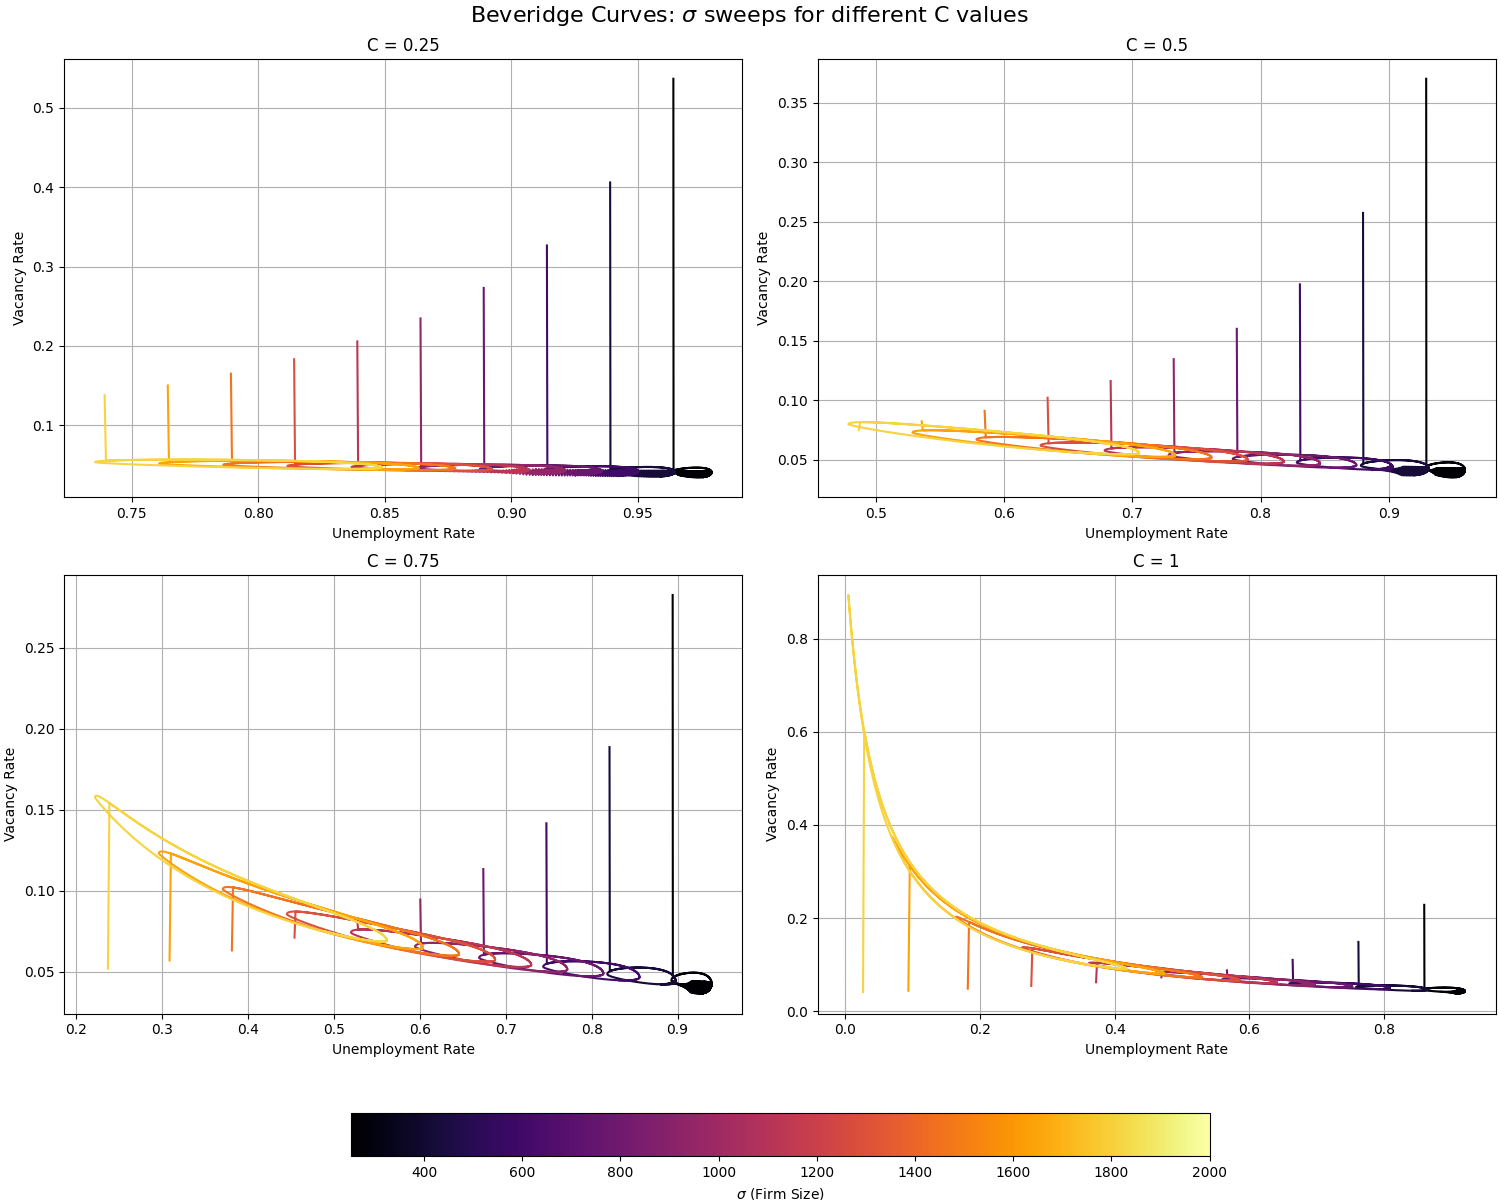 Beveridge Curves: σ sweeps for different C values
C = 0.25
Vacancy Rate
0.5
0.4
0.3
0.2
0.1
0.75 0.80 0.85 0.90 0.95
Unemployment Rate
C = 0.5
Vacancy Rate
0.35
0.30
0.25
0.20
0.15
0.10
0.05
0.5 0.6 0.7 0.8 0.9
Unemployment Rate
C = 0.75
Vacancy Rate
0.25
0.20
0.15
0.10
0.05
0.2 0.3 0.4 0.5 0.6 0.7 0.8 0.9
Unemployment Rate
C = 1
Vacancy Rate
0.8
0.6
0.4
0.2
0.0
0.0 0.2 0.4 0.6 0.8
Unemployment Rate
400 600 800 1000 1200 1400 1600 1800 2000
σ (Firm Size)